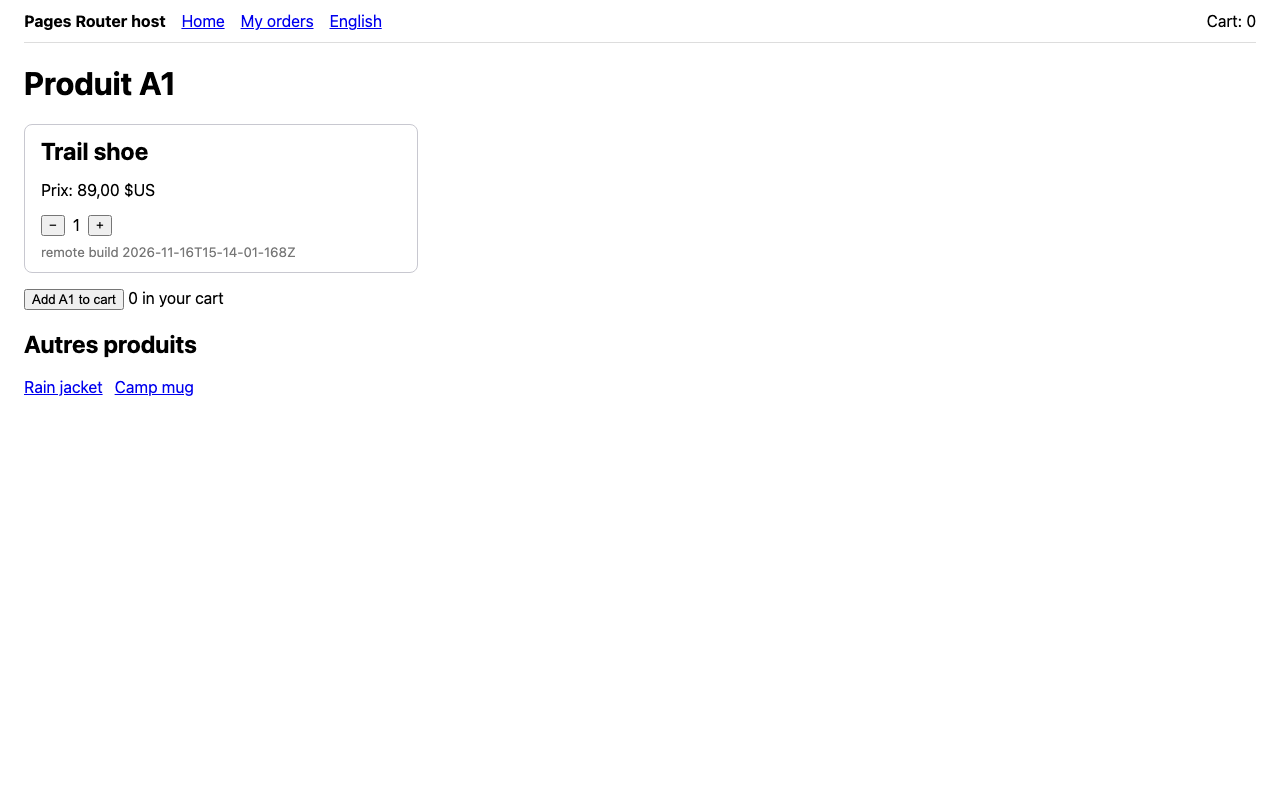 Pages Router host Home My orders English Cart: 0
Produit A1
Trail shoe
Prix: 89,00 $US
− 1 +
remote build 2026-11-16T15-14-01-168Z
Add A1 to cart 0 in your cart
Autres produits
Rain jacket Camp mug